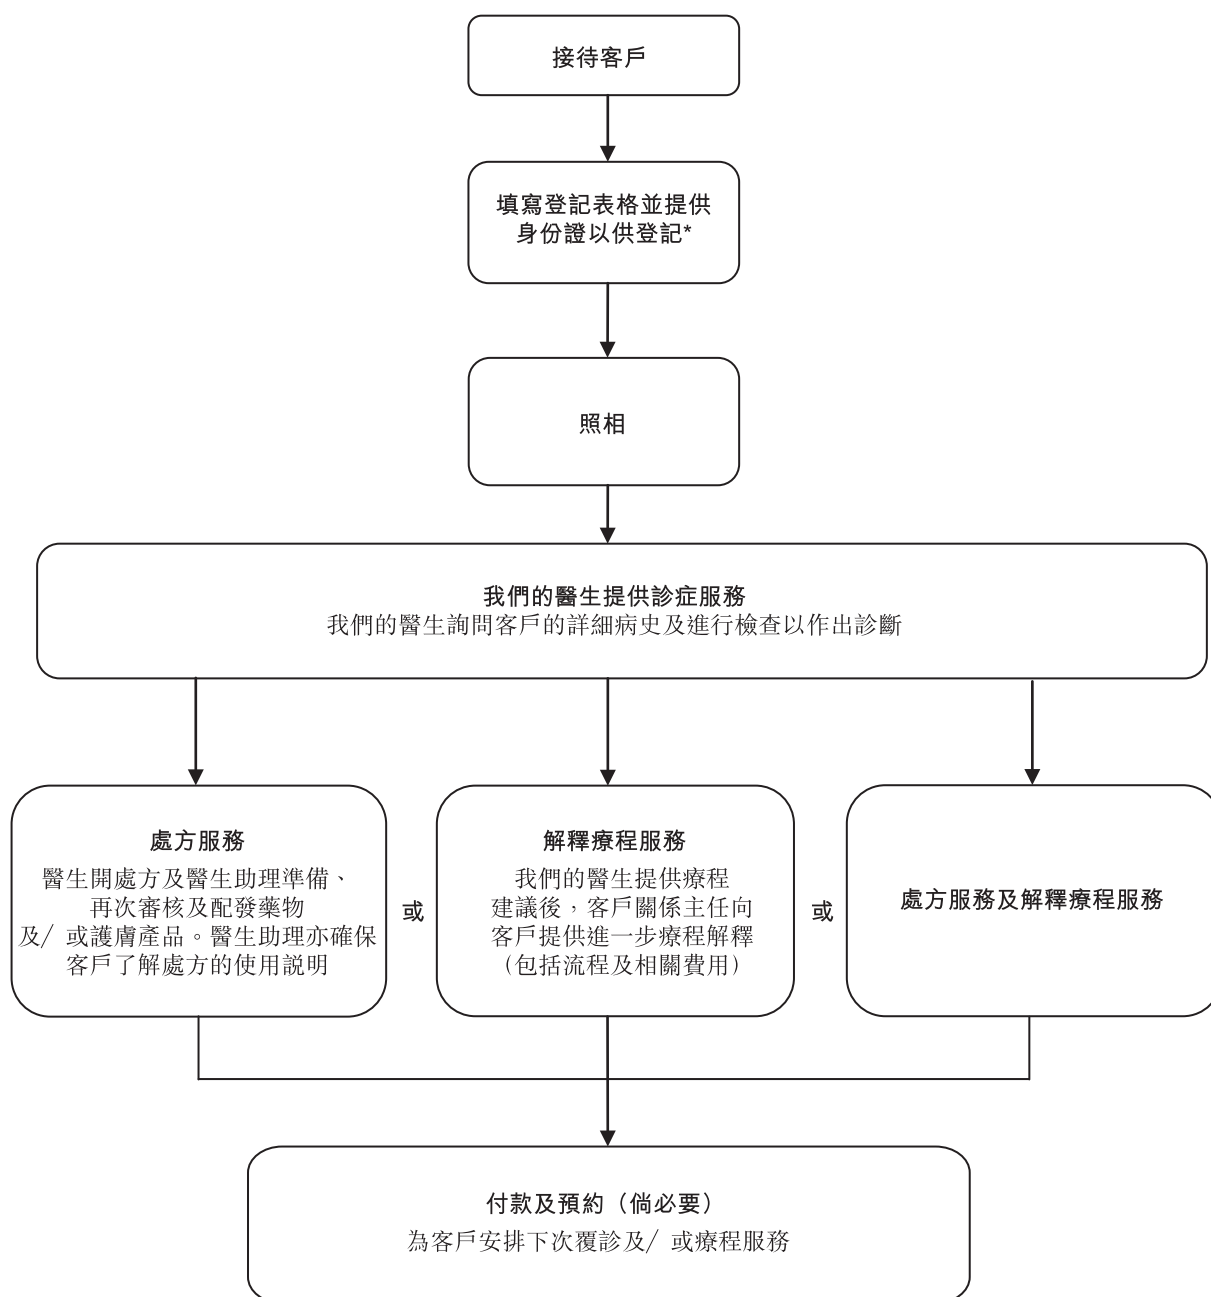 接待客戶
填寫登記表格並提供
身份證以供登記*
照相
我們的醫生提供診症服務
我們的醫生詢問客戶的詳細病史及進行檢查以作出診斷
處方服務
醫生開處方及醫生助理準備、
再次審核及配發藥物
及╱或護膚產品。醫生助理亦確保
客戶了解處方的使用說明
或
解釋療程服務
我們的醫生提供療程
建議後，客戶關係主任向
客戶提供進一步療程解釋
（包括流程及相關費用）
或
處方服務及解釋療程服務
付款及預約（倘必要）
為客戶安排下次覆診及╱或療程服務